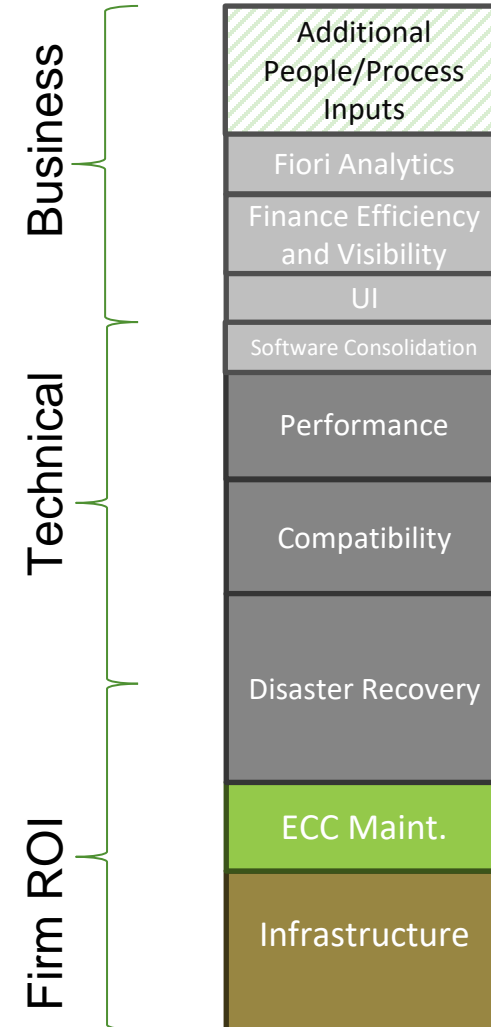 Business
Technical
Firm ROI
Additional
People/Process
Inputs
Fiori Analytics
Finance Efficiency
and Visibility
UI
Software Consolidation
Performance
Compatibility
Disaster Recovery
ECC Maint.
Infrastructure